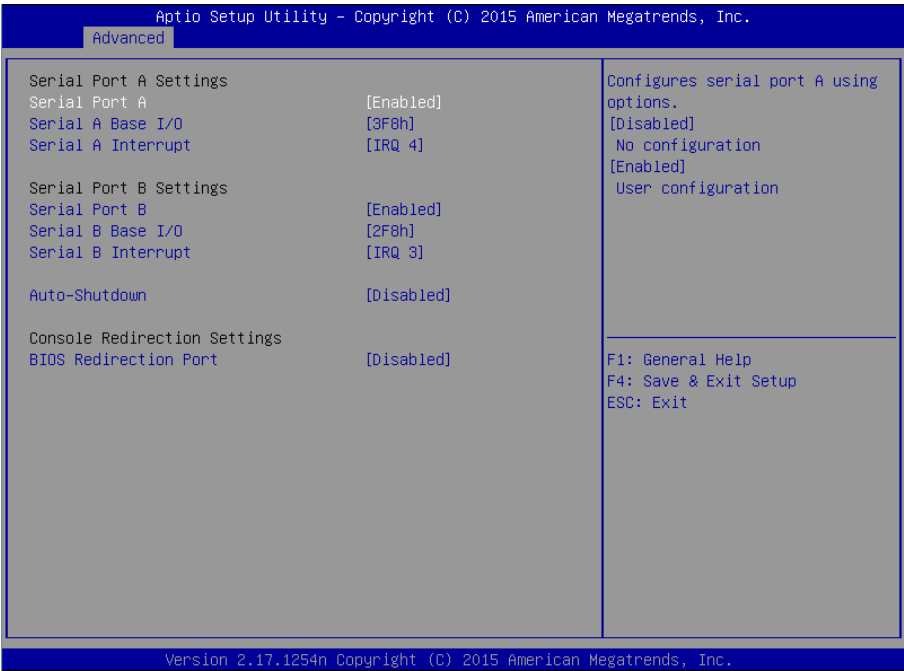 Aptio Setup Utility – Copyright (C) 2015 American Megatrends, Inc.
Advanced
Serial Port A Settings
Serial Port A [Enabled]
Serial A Base I/O [3F8h]
Serial A Interrupt [IRQ 4]
Serial Port B Settings
Serial Port B [Enabled]
Serial B Base I/O [2F8h]
Serial B Interrupt [IRQ 3]
Auto-Shutdown [Disabled]
Console Redirection Settings
BIOS Redirection Port [Disabled]
Configures serial port A using
options.
[Disabled]
No configuration
[Enabled]
User configuration
F1: General Help
F4: Save & Exit Setup
ESC: Exit
Version 2.17.1254n Copyright (C) 2015 American Megatrends, Inc.